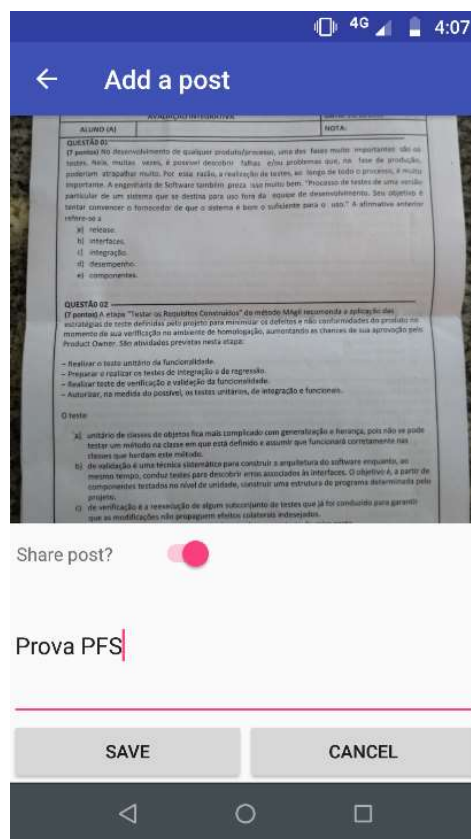 4G 4:07
Add a post
AVALIAÇÃO INTEGRATIVA
ALUNO (A) NOTA:
QUESTÃO 01
(7 pontos) No desenvolvimento de qualquer produto/processo, uma das fases muito importantes são os
testes. Nela, muitas vezes, é possível descobrir falhas e/ou problemas que, na fase de produção,
poderiam atrapalhar muito. Por essa razão, a realização de testes, ao longo de todo o processo, é muito
importante. A engenharia de Software também preza isso muito bem. "Processo de testes de uma versão
particular de um sistema que se destina para uso fora da equipe de desenvolvimento. Seu objetivo é
tentar convencer o fornecedor de que o sistema é bom o suficiente para o uso." A afirmativa anterior
refere-se a
a) release.
b) interfaces.
c) integração.
d) desempenho.
e) componentes.
QUESTÃO 02
(7 pontos) A etapa "Testar os Requisitos Construídos" do método MAgil recomenda a aplicação das
estratégias de teste definidas pelo projeto para minimizar os defeitos e não conformidades do produto no
momento de sua verificação no ambiente de homologação, aumentando as chances de sua aprovação pelo
Product Owner. São atividades previstas nesta etapa:
– Realizar o teste unitário da funcionalidade.
– Preparar e realizar os testes de integração e de regressão.
– Realizar teste de verificação e validação da funcionalidade.
– Autorizar, na medida do possível, os testes unitários, de integração e funcionais.
O teste
a) unitário de classes de objetos fica mais complicado com generalização e herança, pois não se pode
testar um método na classe em que está definido e assumir que funcionará corretamente nas
classes que herdam este método.
b) de validação é uma técnica sistemática para construir a arquitetura do software enquanto, ao
mesmo tempo, conduz testes para descobrir erros associados às interfaces. O objetivo é, a partir de
componentes testados no nível de unidade, construir uma estrutura de programa determinada pelo
projeto.
c) de verificação é a reexecução de algum subconjunto de testes que já foi conduzido para garantir
que as modificações não propaguem efeitos colaterais indesejados.
Share post?
Prova PFS
SAVE CANCEL